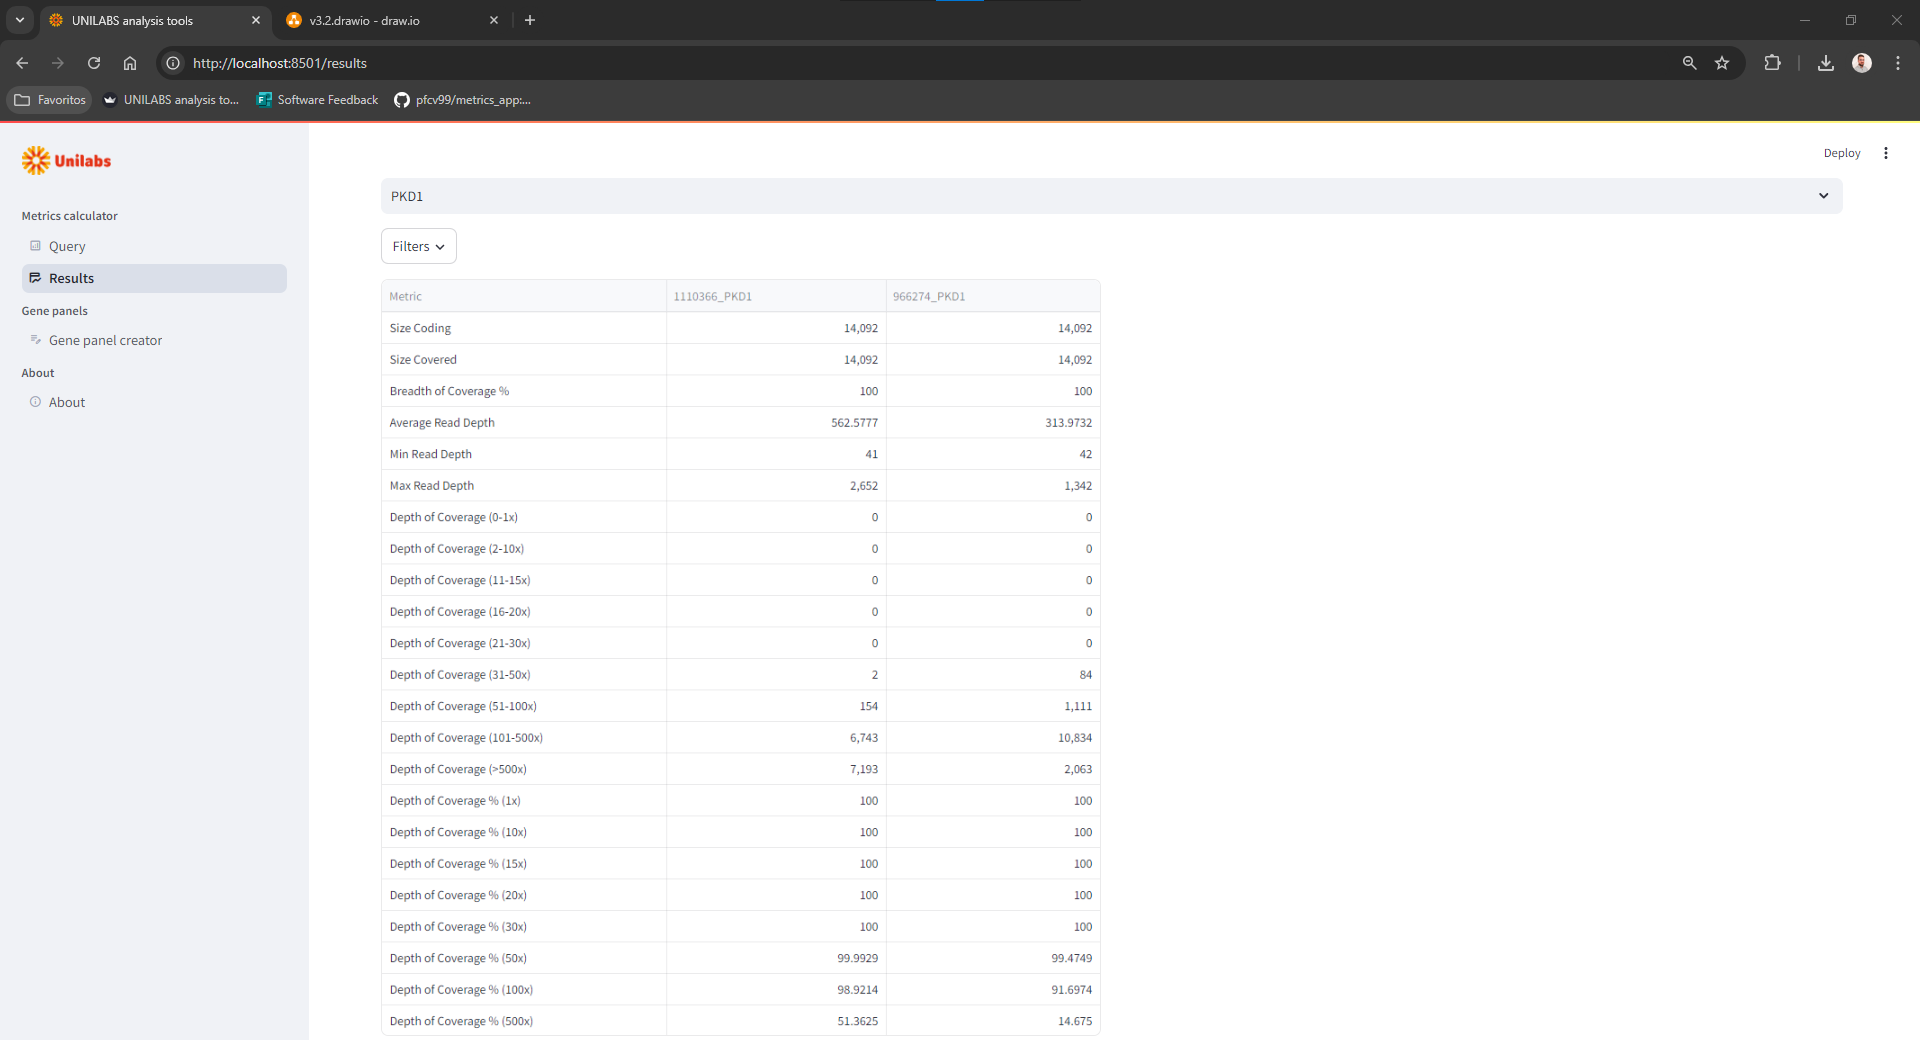 UNILABS analysis tools
v3.2.drawio - draw.io
http://localhost:8501/results
Favoritos
UNILABS analysis to...
Software Feedback
pfcv99/metrics_app:...
Unilabs
Deploy
Metrics calculator
Query
Results
Gene panels
Gene panel creator
About
About
PKD1
Filters
Metric 1110366_PKD1 966274_PKD1
Size Coding 14,092 14,092
Size Covered 14,092 14,092
Breadth of Coverage % 100 100
Average Read Depth 562.5777 313.9732
Min Read Depth 41 42
Max Read Depth 2,652 1,342
Depth of Coverage (0-1x) 0 0
Depth of Coverage (2-10x) 0 0
Depth of Coverage (11-15x) 0 0
Depth of Coverage (16-20x) 0 0
Depth of Coverage (21-30x) 0 0
Depth of Coverage (31-50x) 2 84
Depth of Coverage (51-100x) 154 1,111
Depth of Coverage (101-500x) 6,743 10,834
Depth of Coverage (>500x) 7,193 2,063
Depth of Coverage % (1x) 100 100
Depth of Coverage % (10x) 100 100
Depth of Coverage % (15x) 100 100
Depth of Coverage % (20x) 100 100
Depth of Coverage % (30x) 100 100
Depth of Coverage % (50x) 99.9929 99.4749
Depth of Coverage % (100x) 98.9214 91.6974
Depth of Coverage % (500x) 51.3625 14.675